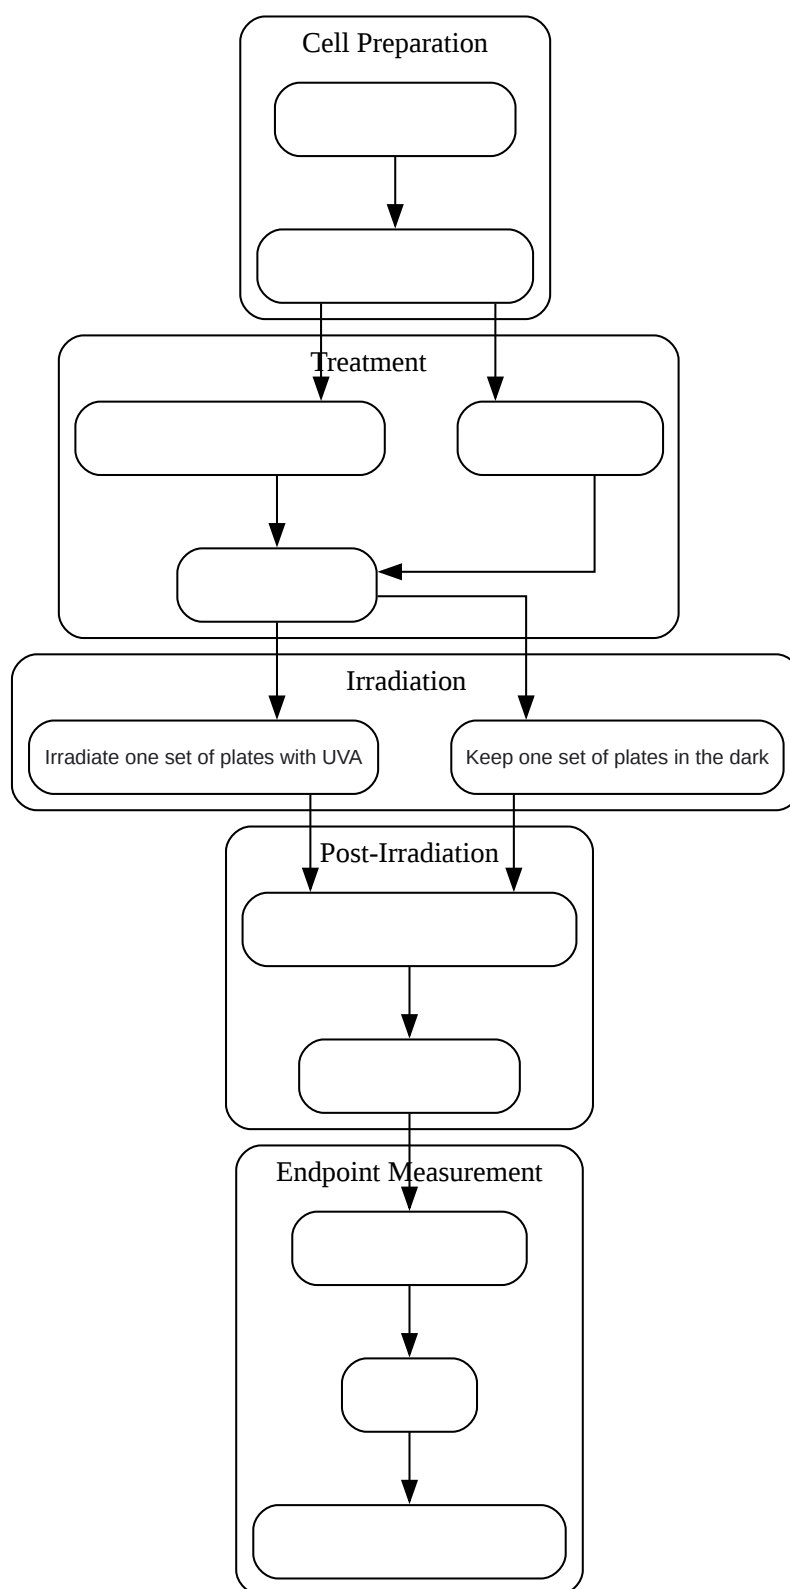 Cell Preparation
Treatment
Irradiation
Irradiate one set of plates with UVA
Keep one set of plates in the dark
Post-Irradiation
Endpoint Measurement